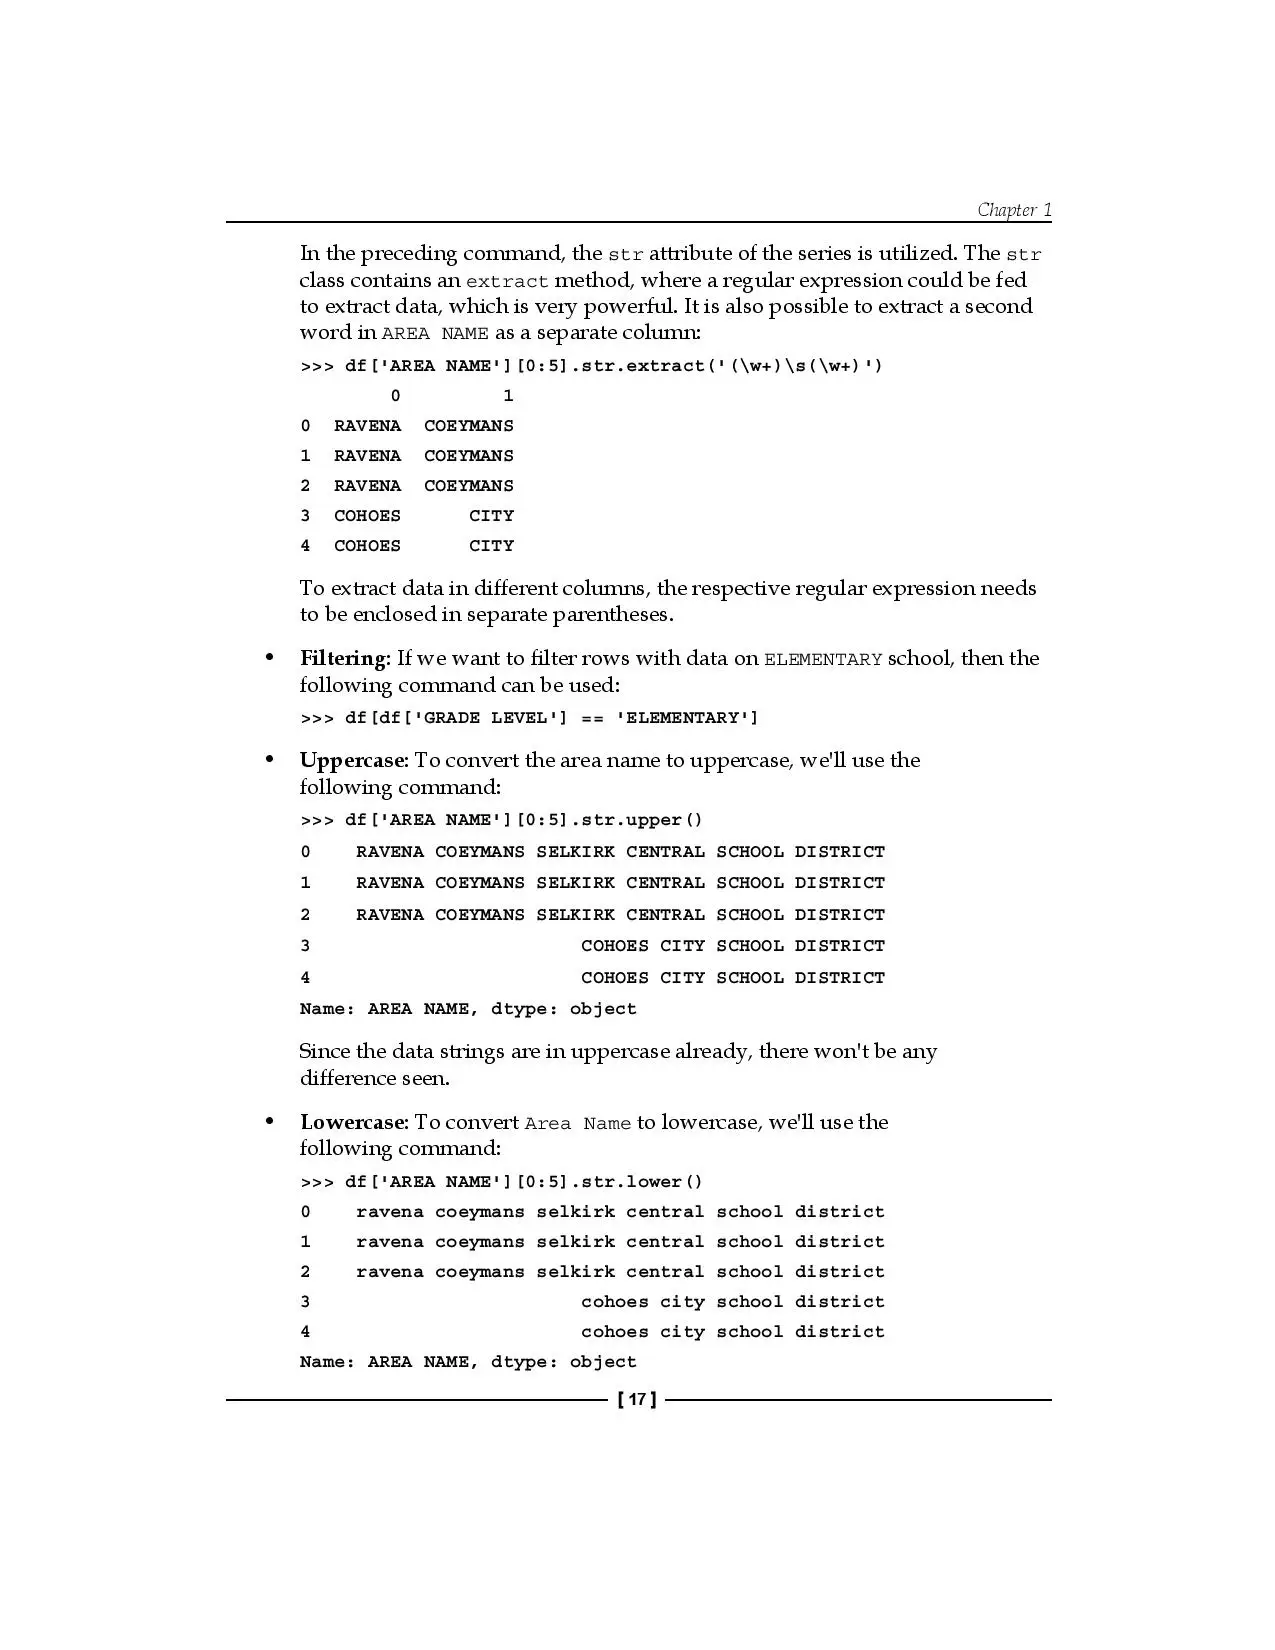 Chapter 1
In the preceding command, the str attribute of the series is utilized. The str
class contains an extract method, where a regular expression could be fed
to extract data, which is very powerful. It is also possible to extract a second
word in AREA NAME as a separate column:
>>> df['AREA NAME'][0:5].str.extract('(\w+)\s(\w+)')
        0         1
0  RAVENA  COEYMANS
1  RAVENA  COEYMANS
2  RAVENA  COEYMANS
3  COHOES      CITY
4  COHOES      CITY
To extract data in different columns, the respective regular expression needs
to be enclosed in separate parentheses.
• Filtering: If we want to filter rows with data on ELEMENTARY school, then the
following command can be used:
>>> df[df['GRADE LEVEL'] == 'ELEMENTARY']
• Uppercase: To convert the area name to uppercase, we'll use the
following command:
>>> df['AREA NAME'][0:5].str.upper()
0    RAVENA COEYMANS SELKIRK CENTRAL SCHOOL DISTRICT
1    RAVENA COEYMANS SELKIRK CENTRAL SCHOOL DISTRICT
2    RAVENA COEYMANS SELKIRK CENTRAL SCHOOL DISTRICT
3                        COHOES CITY SCHOOL DISTRICT
4                        COHOES CITY SCHOOL DISTRICT
Name: AREA NAME, dtype: object
Since the data strings are in uppercase already, there won't be any
difference seen.
• Lowercase: To convert Area Name to lowercase, we'll use the
following command:
>>> df['AREA NAME'][0:5].str.lower()
0    ravena coeymans selkirk central school district
1    ravena coeymans selkirk central school district
2    ravena coeymans selkirk central school district
3                        cohoes city school district
4                        cohoes city school district
Name: AREA NAME, dtype: object
[ 17 ]